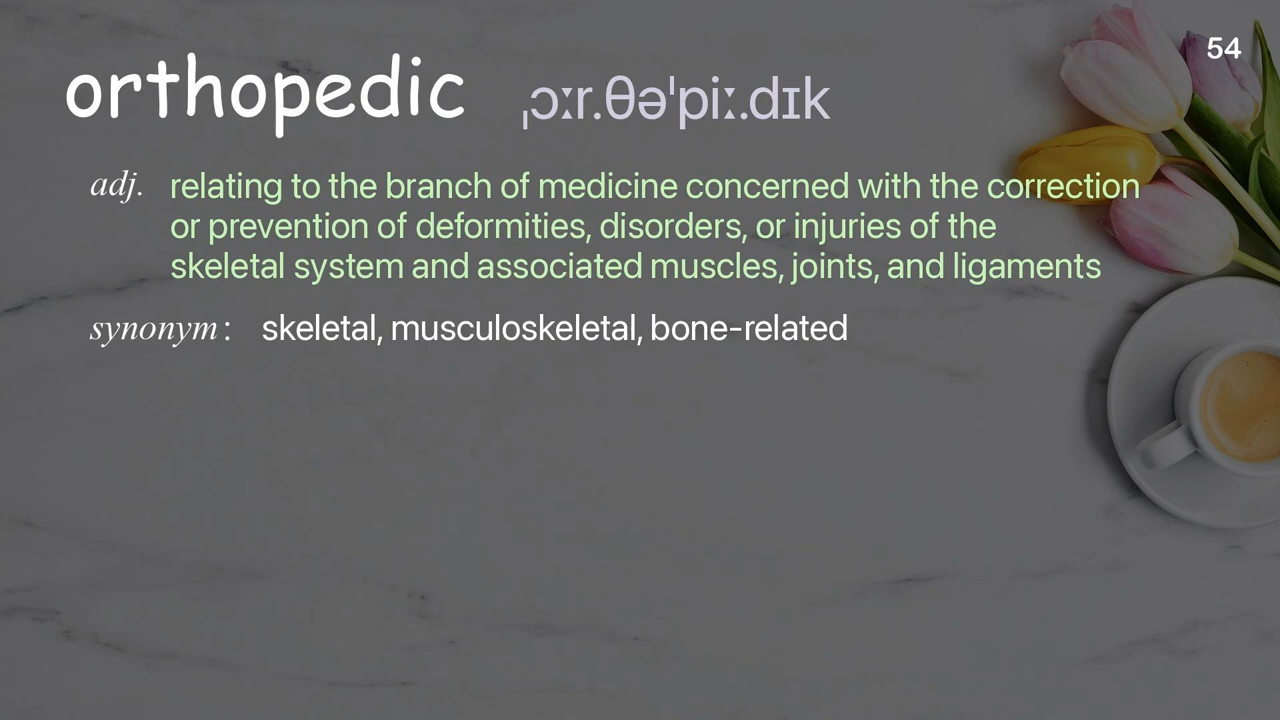 54
orthopedic ˌɔːr.θəˈpiː.dɪk
adj. relating to the branch of medicine concerned with the correction
or prevention of deformities, disorders, or injuries of the
skeletal system and associated muscles, joints, and ligaments
synonym: skeletal, musculoskeletal, bone-related